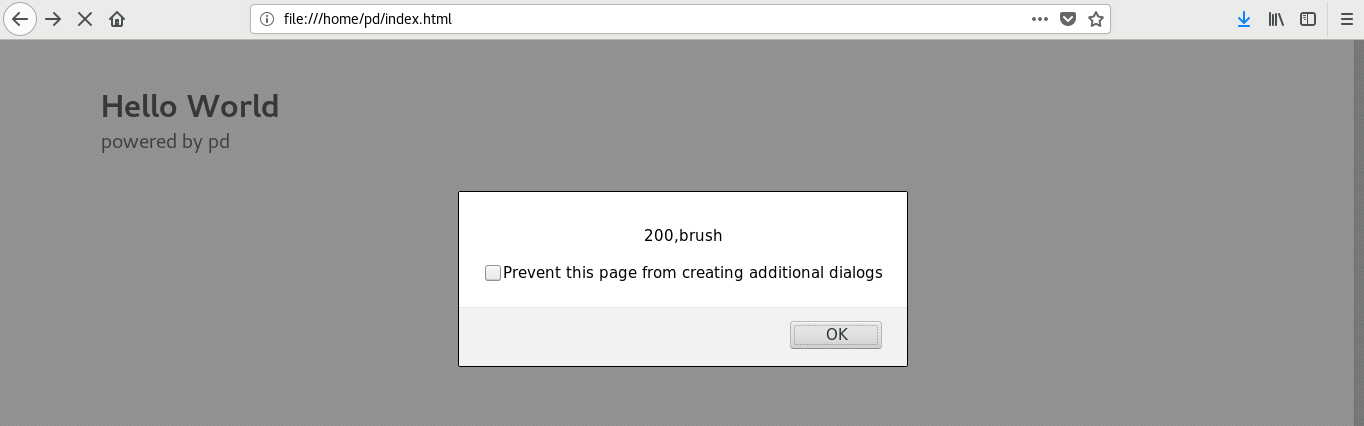 file:///home/pd/index.html
Hello World
powered by pd
200,brush
Prevent this page from creating additional dialogs
OK